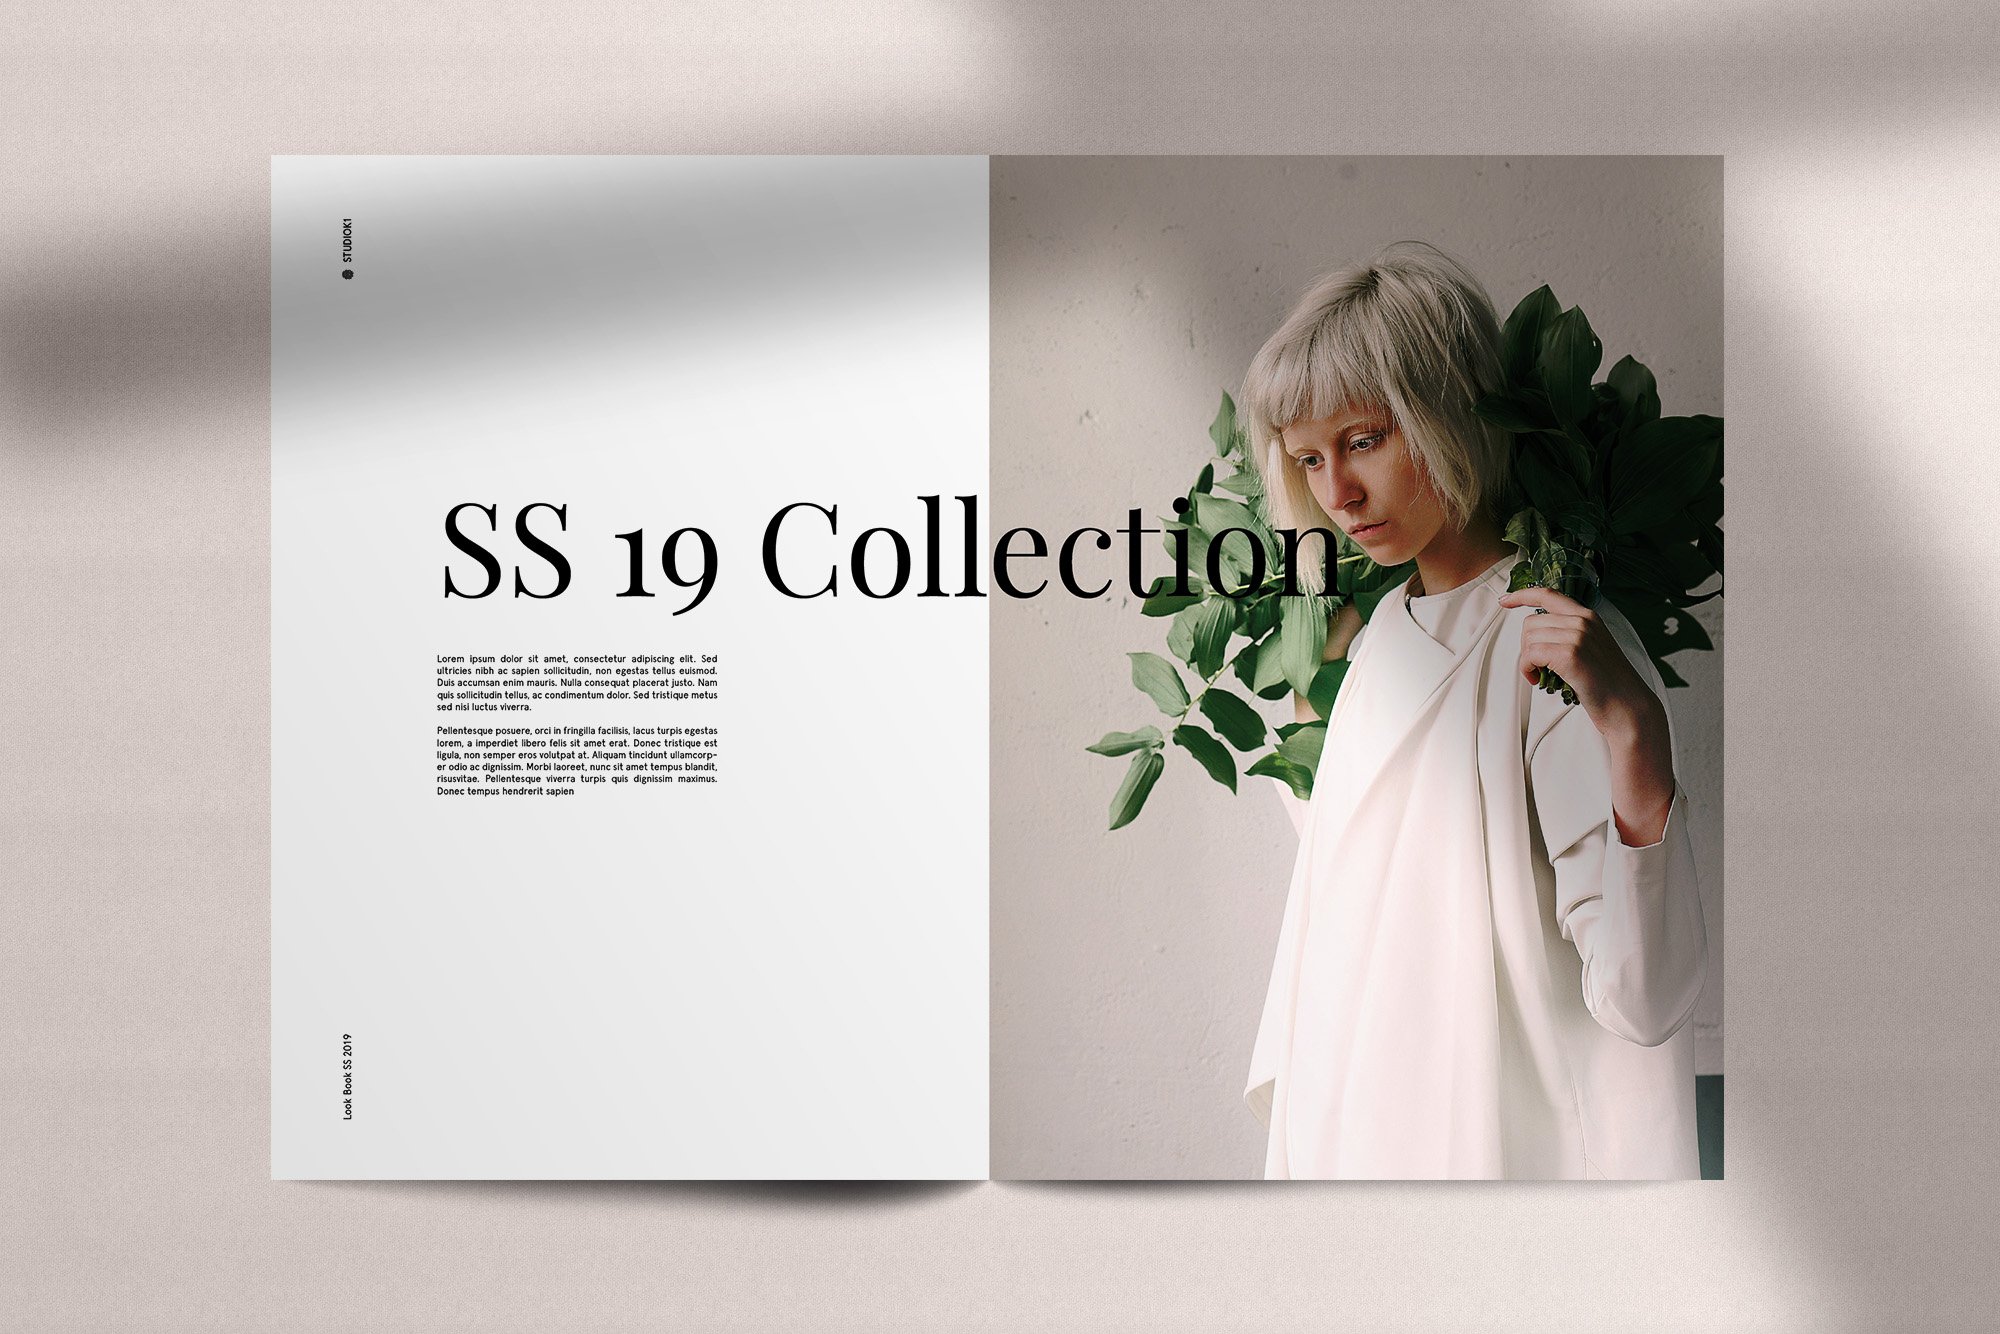 STUDIOK1
SS 19 Collection
Lorem ipsum dolor sit amet, consectetur adipiscing elit. Sed
ultricies nibh ac sapien sollicitudin, non egestas tellus euismod.
Duis accumsan enim mauris. Nulla consequat placerat justo. Nam
quis sollicitudin tellus, ac condimentum dolor. Sed tristique metus
sed nisi luctus viverra.
Pellentesque posuere, orci in fringilla facilisis, lacus turpis egestas
lorem, a imperdiet libero felis sit amet erat. Donec tristique est
ligula, non semper eros volutpat at. Aliquam tincidunt ullamcorp-
er odio ac dignissim. Morbi laoreet, nunc sit amet tempus blandit,
risusvitae. Pellentesque viverra turpis quis dignissim maximus.
Donec tempus hendrerit sapien
Look Book SS 2019